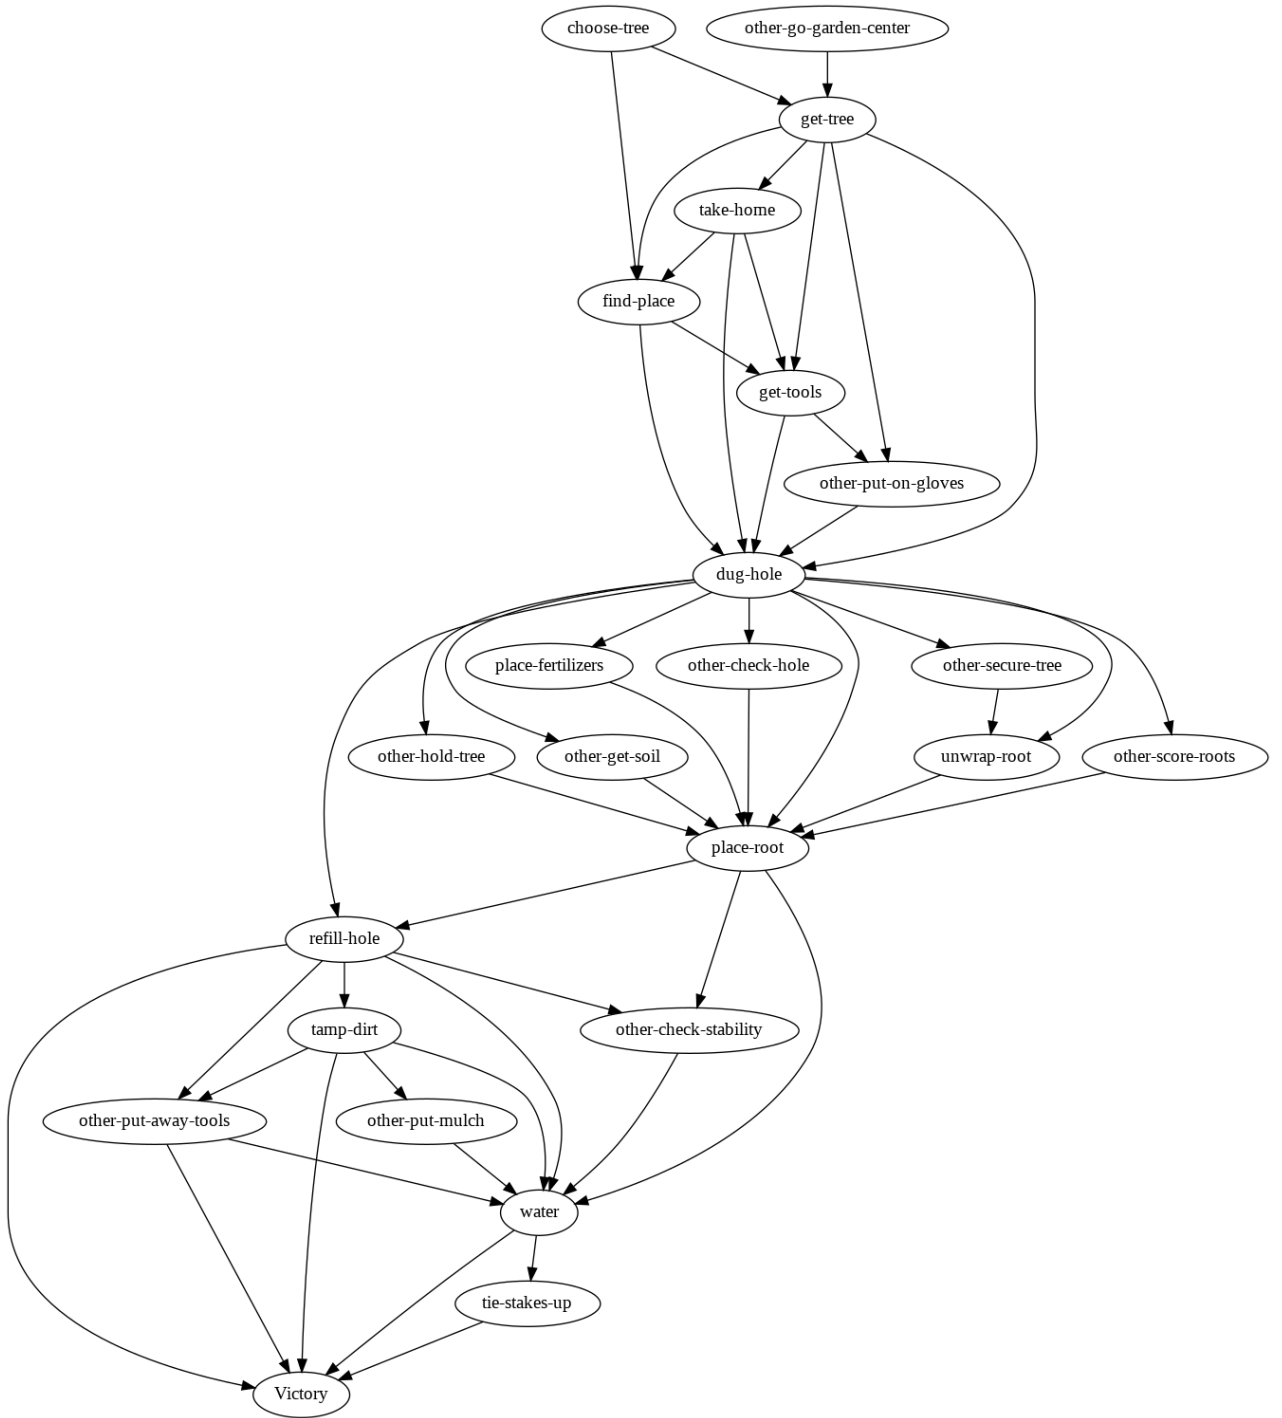 choose-tree
other-go-garden-center
get-tree
take-home
find-place
get-tools
other-put-on-gloves
dug-hole
place-fertilizers
other-check-hole
other-secure-tree
other-hold-tree
other-get-soil
unwrap-root
other-score-roots
place-root
refill-hole
tamp-dirt
other-check-stability
other-put-away-tools
other-put-mulch
water
tie-stakes-up
Victory